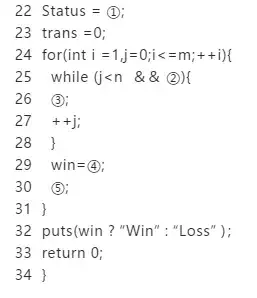 22 Status = ①;
23 trans =0;
24 for(int i =1,j=0;i<=m;++i){
25 while (j<n && ②){
26 ③;
27 ++j;
28 }
29 win=④;
30 ⑤;
31 }
32 puts(win ? ”Win” : “Loss” );
33 return 0;
34 }